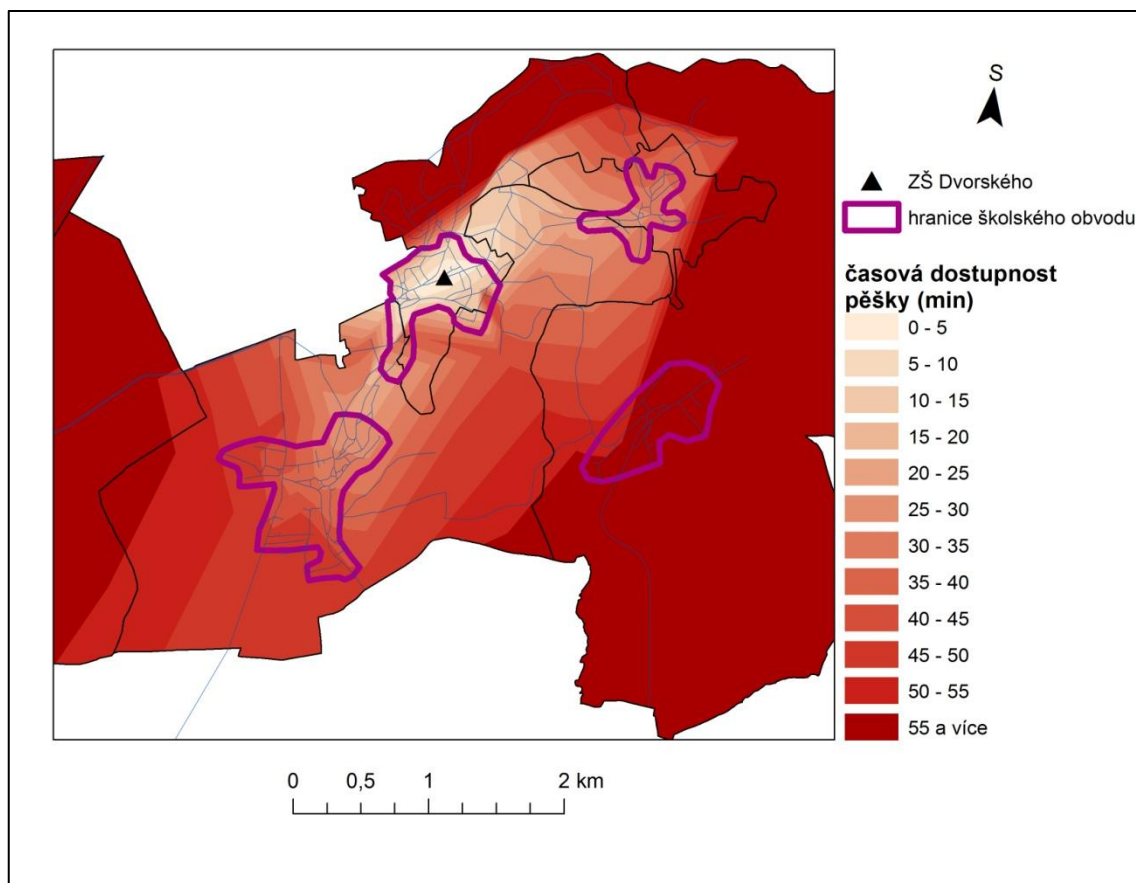 S
ZŠ Dvorského
hranice školského obvodu
časová dostupnost
pěšky (min)
0 - 5
5 - 10
10 - 15
15 - 20
20 - 25
25 - 30
30 - 35
35 - 40
40 - 45
45 - 50
50 - 55
55 a více
0 0,5 1 2 km